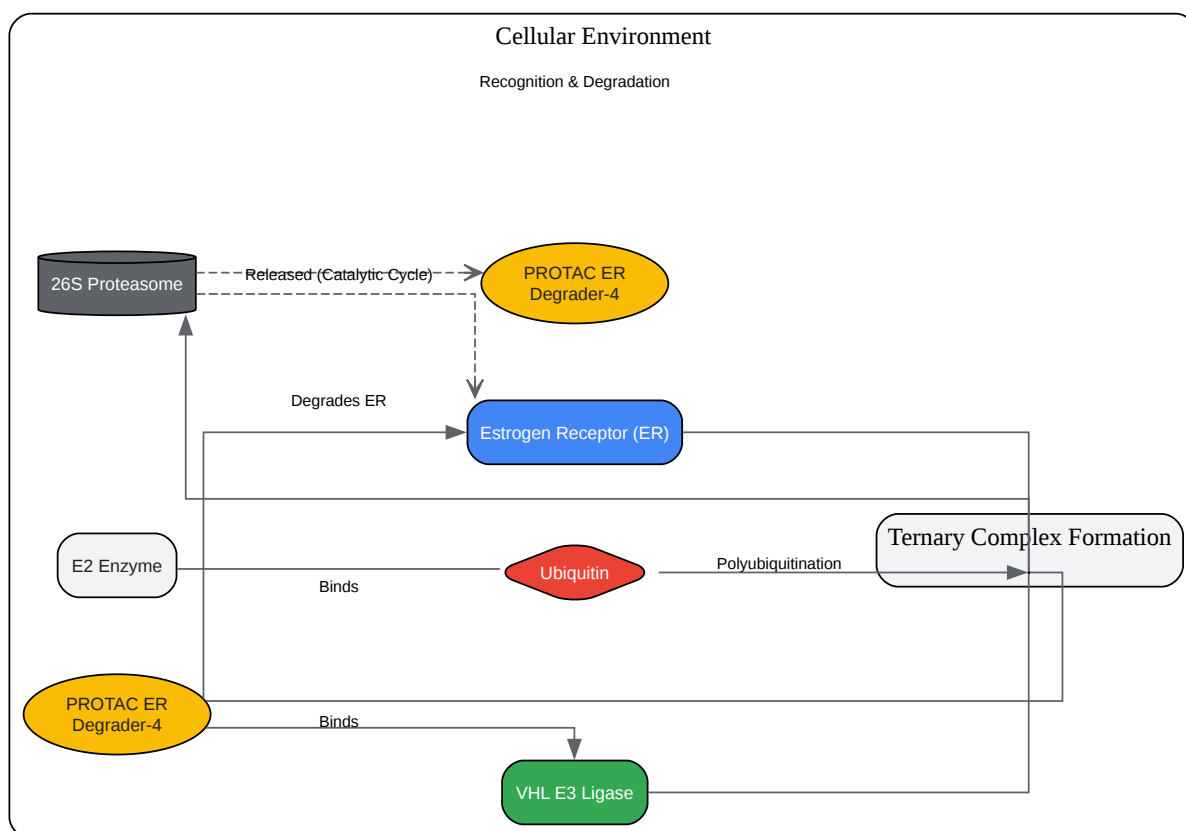 Cellular Environment
Recognition & Degradation
26S Proteasome
Released (Catalytic Cycle)
PROTAC ER
Degrader-4
Degrades ER
Estrogen Receptor (ER)
Ternary Complex Formation
E2 Enzyme
Binds
Ubiquitin
Polyubiquitination
PROTAC ER
Degrader-4
Binds
VHL E3 Ligase